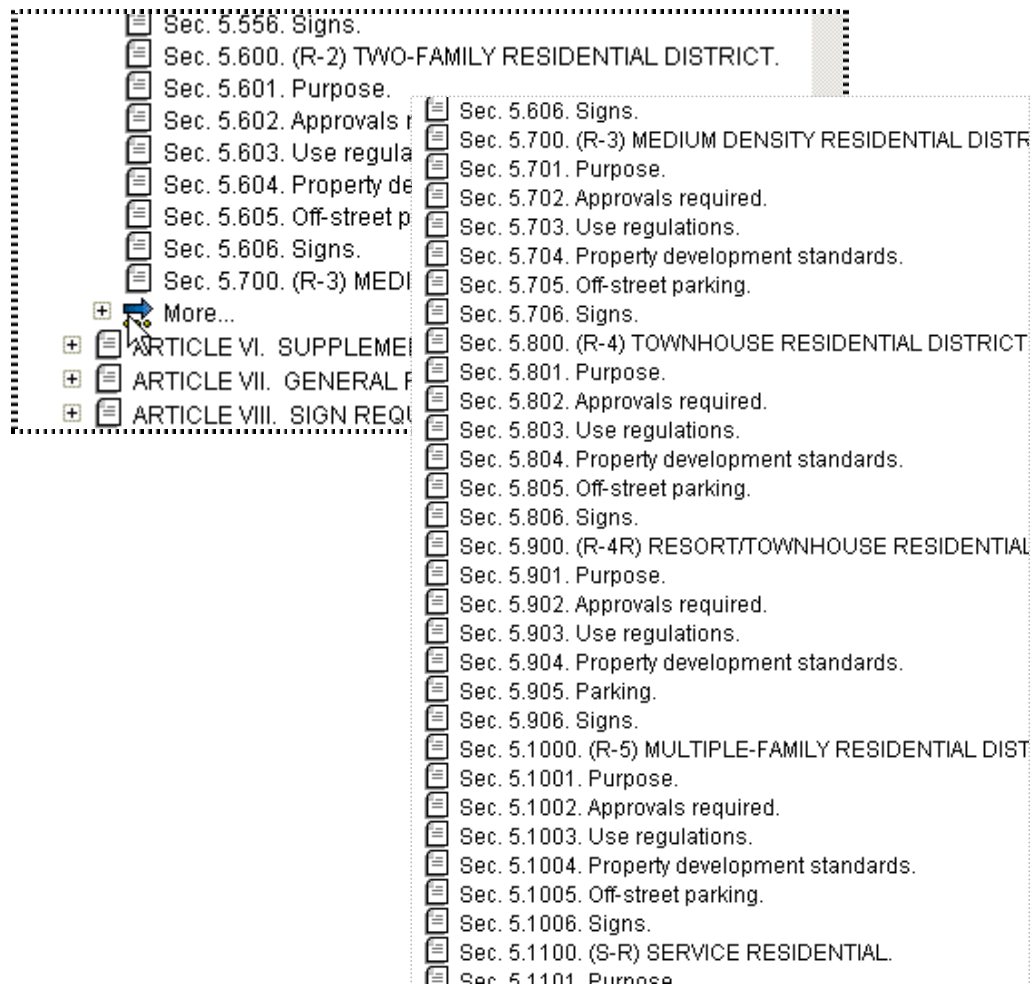 Sec. 5.556. Signs.
Sec. 5.600. (R-2) TWO-FAMILY RESIDENTIAL DISTRICT.
Sec. 5.601. Purpose.
Sec. 5.602. Approvals
Sec. 5.603. Use regula
Sec. 5.604. Property de
Sec. 5.605. Off-street p
Sec. 5.606. Signs.
Sec. 5.700. (R-3) MEDI
More...
ARTICLE VI. SUPPLEME
ARTICLE VII. GENERAL
ARTICLE VIII. SIGN REQU
Sec. 5.606. Signs.
Sec. 5.700. (R-3) MEDIUM DENSITY RESIDENTIAL DISTR
Sec. 5.701. Purpose.
Sec. 5.702. Approvals required.
Sec. 5.703. Use regulations.
Sec. 5.704. Property development standards.
Sec. 5.705. Off-street parking.
Sec. 5.706. Signs.
Sec. 5.800. (R-4) TOWNHOUSE RESIDENTIAL DISTRICT
Sec. 5.801. Purpose.
Sec. 5.802. Approvals required.
Sec. 5.803. Use regulations.
Sec. 5.804. Property development standards.
Sec. 5.805. Off-street parking.
Sec. 5.806. Signs.
Sec. 5.900. (R-4R) RESORT/TOWNHOUSE RESIDENTIAL
Sec. 5.901. Purpose.
Sec. 5.902. Approvals required.
Sec. 5.903. Use regulations.
Sec. 5.904. Property development standards.
Sec. 5.905. Parking.
Sec. 5.906. Signs.
Sec. 5.1000. (R-5) MULTIPLE-FAMILY RESIDENTIAL DIST
Sec. 5.1001. Purpose.
Sec. 5.1002. Approvals required.
Sec. 5.1003. Use regulations.
Sec. 5.1004. Property development standards.
Sec. 5.1005. Off-street parking.
Sec. 5.1006. Signs.
Sec. 5.1100. (S-R) SERVICE RESIDENTIAL.
Sec. 5.1101. Purpose